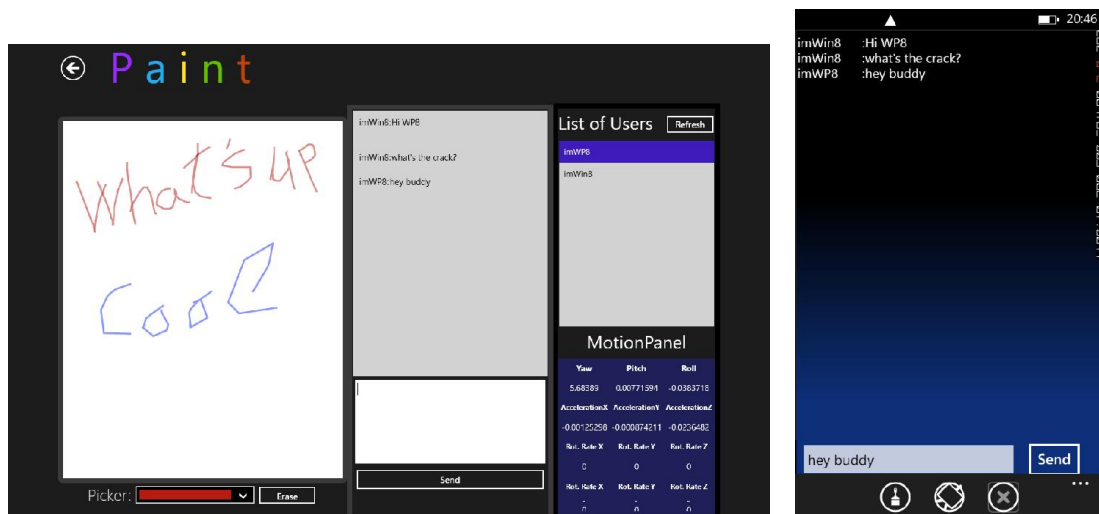 Paint
What's up
Cool
Picker:
Erase
imWin8:Hi WP8
imWin8:what's the crack?
imWP8:hey buddy
Send
List of Users
Refresh
imWP8
imWin8
MotionPanel
Yaw Pitch Roll
5.68989 0.00771594 -0.0383718
AccelerationX AccelerationY AccelerationZ
-0.00125298 -0.000874211 -0.0236482
Rot. Rate X Rot. Rate Y Rot. Rate Z
0 0 0
Rot. Rate X Rot. Rate Y Rot. Rate Z
20:46
imWin8 :Hi WP8
imWin8 :what's the crack?
imWP8 :hey buddy
hey buddy
Send